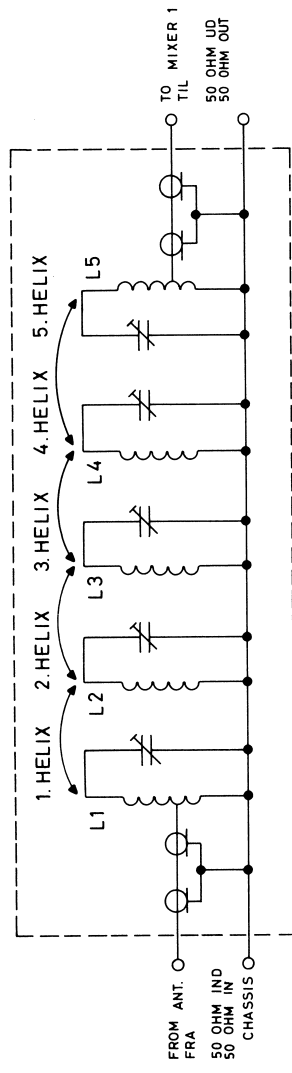 1. HELIX
2. HELIX
3. HELIX
4. HELIX
5. HELIX
L1
L2
L3
L4
L5
FROM ANT.
FRA
50 OHM IND
50 OHM IN
CHASSIS
TO MIXER 1
TIL
50 OHM UD
50 OHM OUT